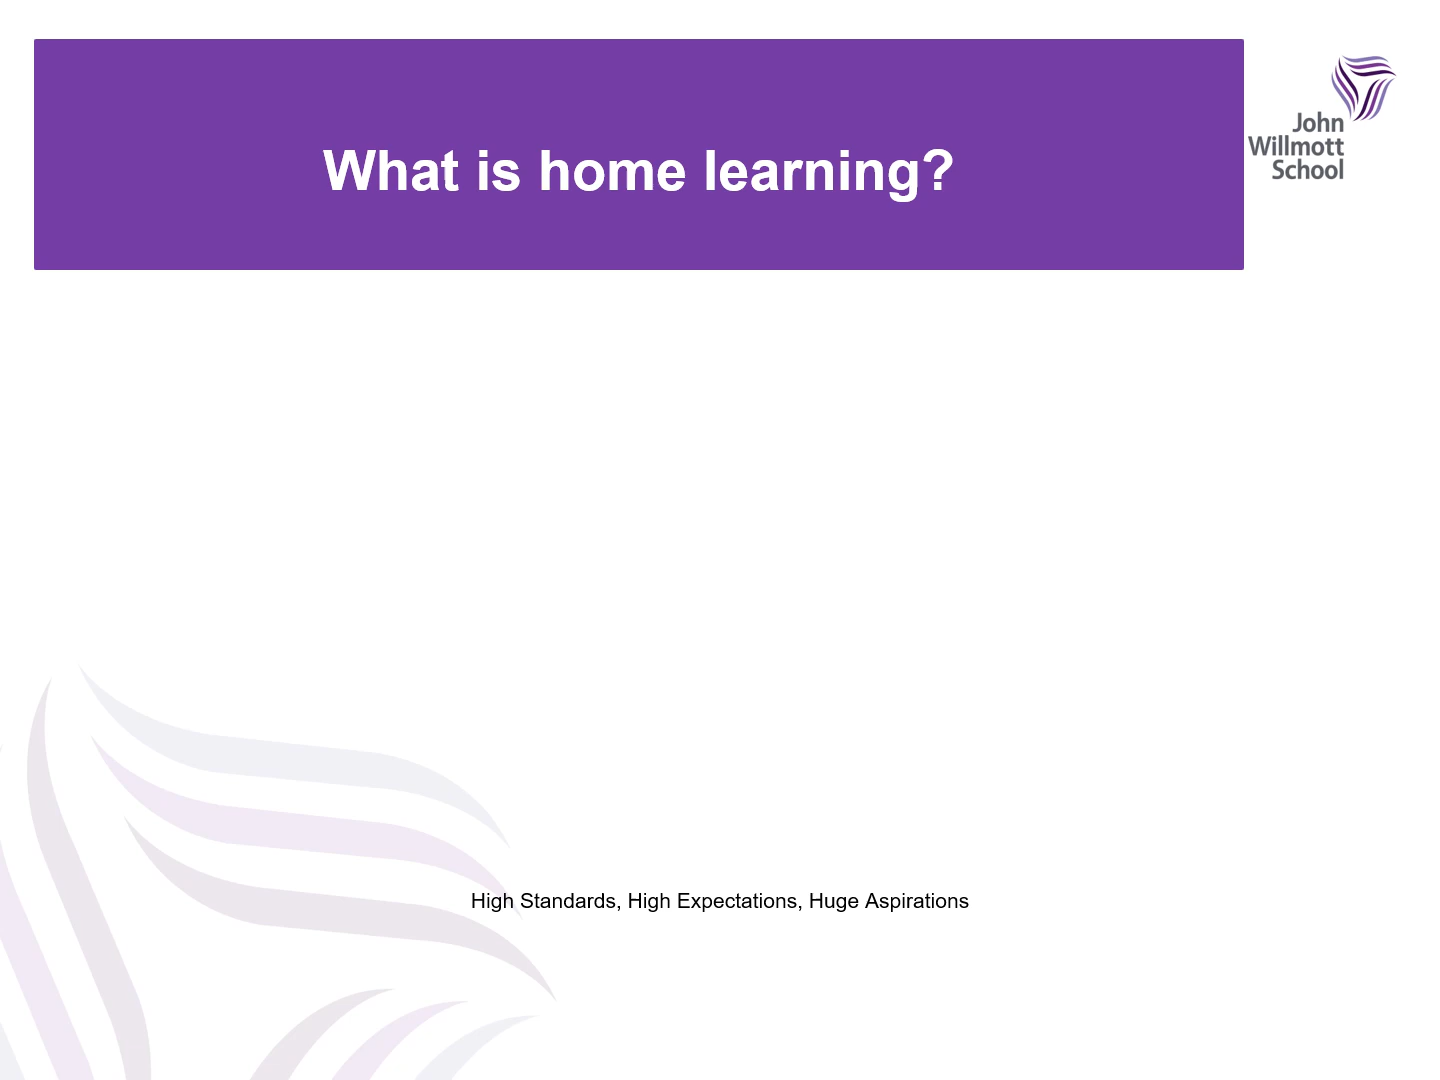 What is home learning?
John
Willmott
School
High Standards, High Expectations, Huge Aspirations